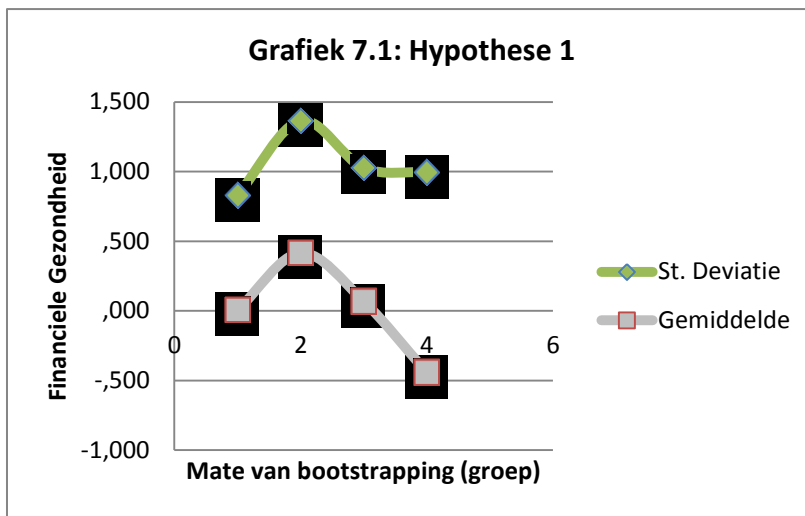 Grafiek 7.1: Hypothese 1
1,500
1,000
,500
,000
-,500
-1,000
0
2
4
6
Financiele Gezondheid
Mate van bootstrapping (groep)
St. Deviatie
Gemiddelde